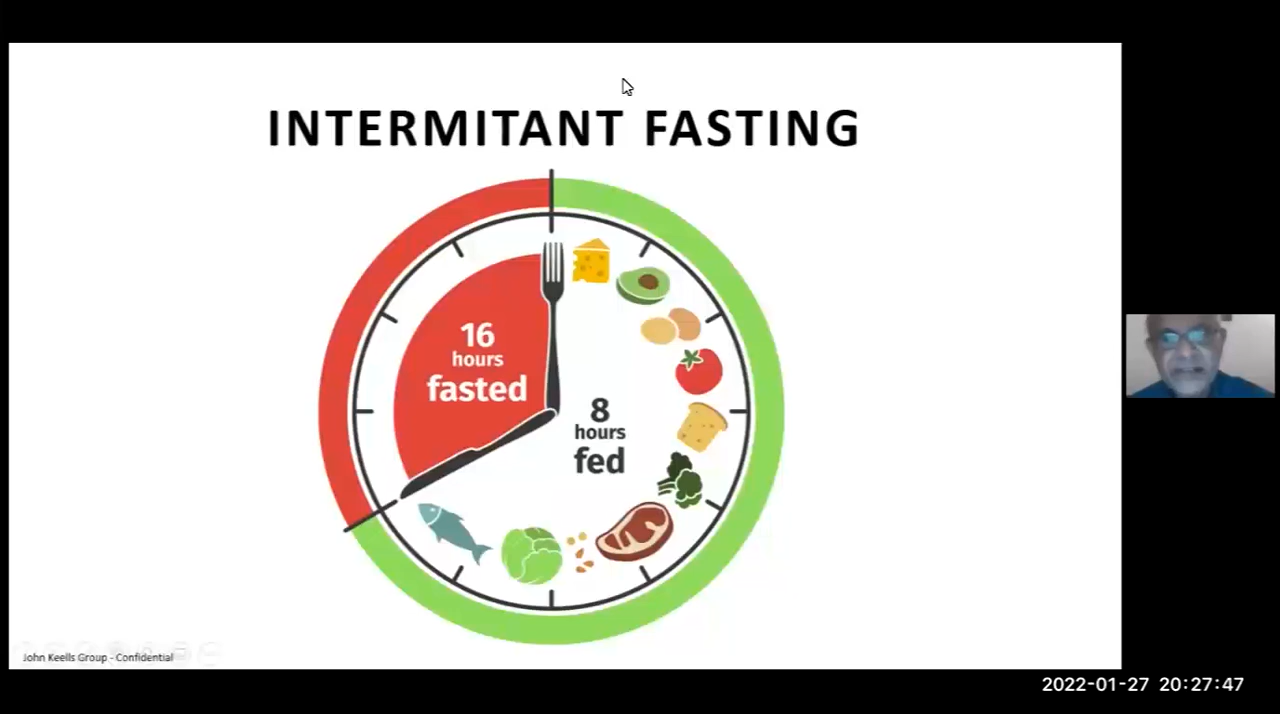 INTERMITANT FASTING
16
hours
fasted
8
hours
fed
John Keells Group - Confidential
2022-01-27 20:27:47